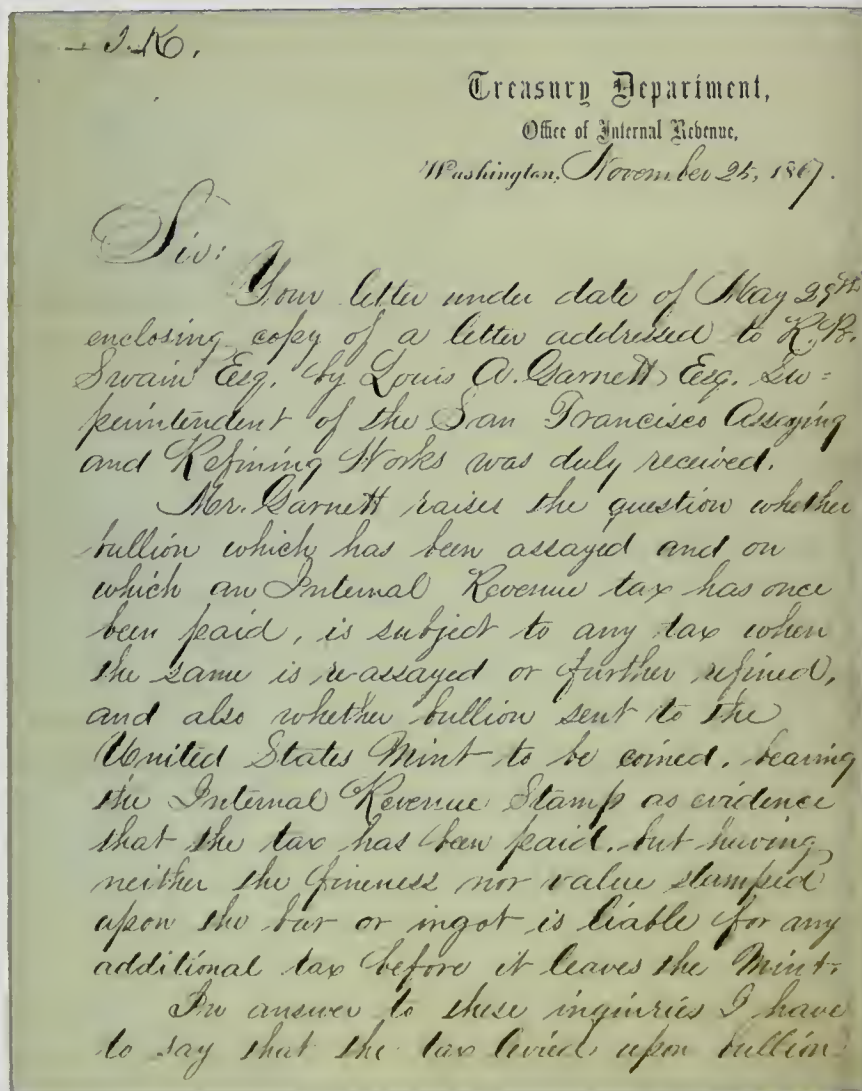 - J.K.
Treasury Department,
Office of Internal Revenue,
Washington, November 25, 1867.
Sir:
Your letter under date of May 29th
enclosing copy of a letter addressed to R.B.
Swain Esq. by Louis A. Garnett Esq. Su=
perintendent of the San Francisco Assaying
and Refining Works was duly received.
Mr. Garnett raises the question whether
bullion which has been assayed and on
which an Internal Revenue tax has once
been paid, is subject to any tax when
the same is re-assayed or further refined,
and also whether bullion sent to the
United States Mint to be coined, bearing
the Internal Revenue Stamp as evidence
that the tax has been paid, but having
neither the fineness nor value stamped
upon the bar or ingot is liable for any
additional tax before it leaves the Mint.
In answer to these inquiries I have
to say that the tax levied upon bullion